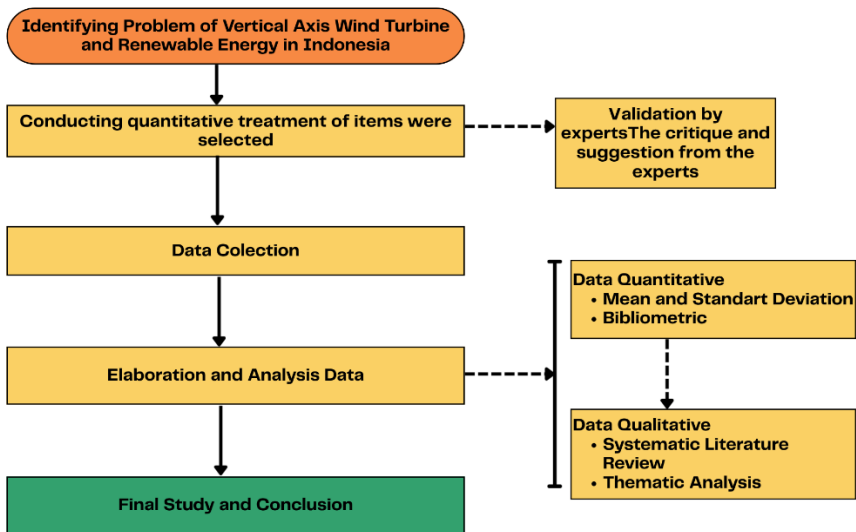 Identifying Problem of Vertical Axis Wind Turbine
and Renewable Energy in Indonesia
Conducting quantitative treatment of items were
selected
Validation by
expertsThe critique and
suggestion from the
experts
Data Colection
Data Quantitative
• Mean and Standart Deviation
• Bibliometric
Elaboration and Analysis Data
Data Qualitative
• Systematic Literature
Review
• Thematic Analysis
Final Study and Conclusion